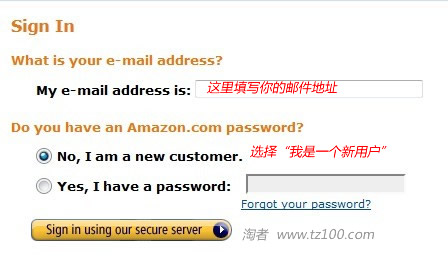 Sign In
What is your e-mail address?
My e-mail address is: 这里填写你的邮件地址
Do you have an Amazon.com password?
No, I am a new customer. 选择“我是一个新用户”
Yes, I have a password:
Forgot your password?
Sign in using our secure server
淘者 www.tz100.com